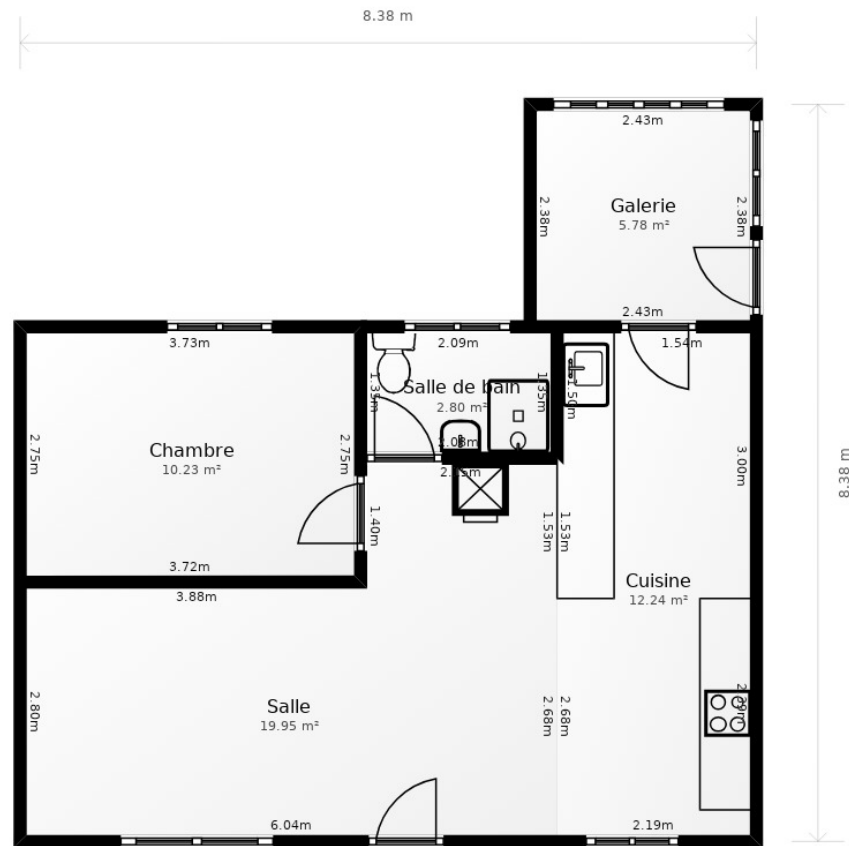 8.38 m
2.43m
2.38m
Galerie
5.78 m²
2.38m
2.43m
3.73m
2.09m
1.54m
1.35m
Salle de bain
2.80 m²
1.35m
1.50m
2.75m
Chambre
10.23 m²
2.75m
2.08m
3.00m
8.38 m
1.40m
1.53m
1.53m
3.72m
Cuisine
12.24 m²
3.88m
2.80m
Salle
19.95 m²
2.68m
2.68m
6.04m
2.19m